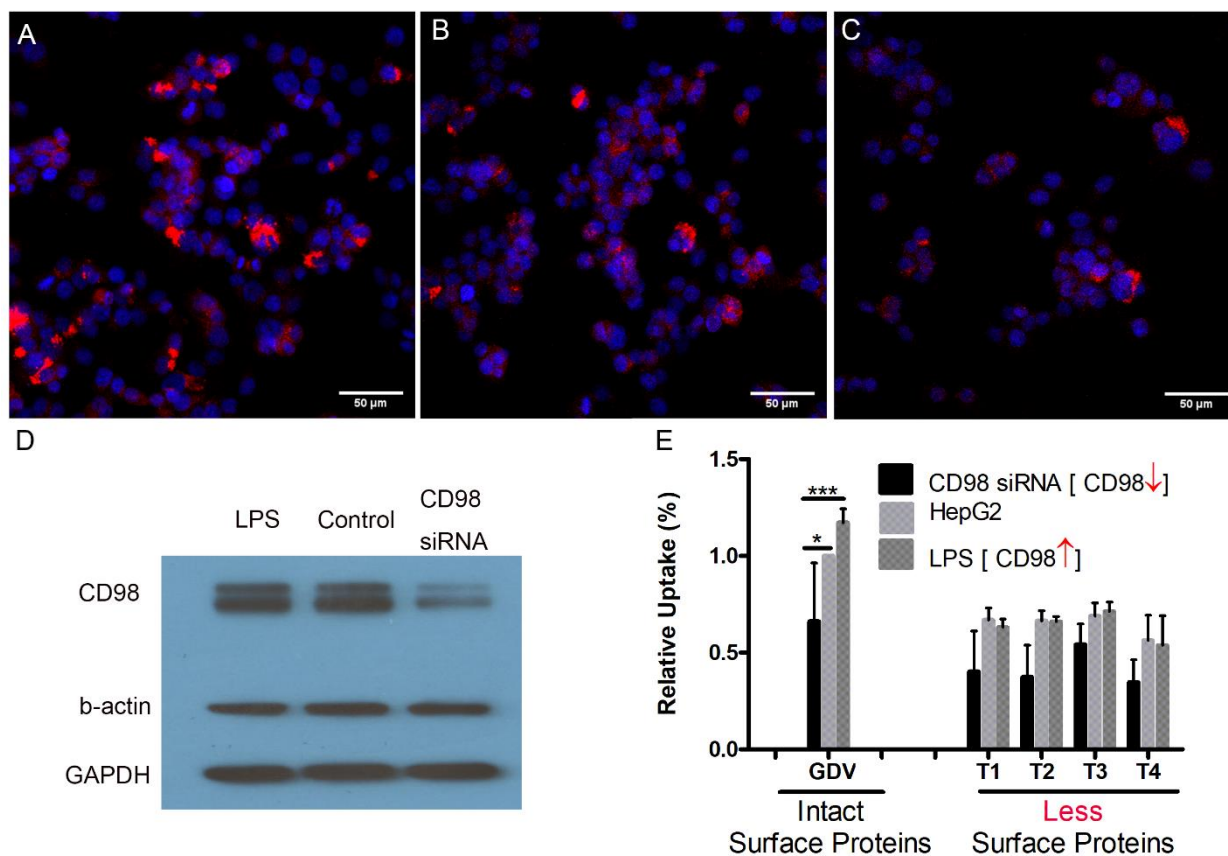 A
B
C
50 µm
50 µm
50 µm
D
LPS
Control
CD98
siRNA
CD98
b-actin
GAPDH
E
Relative Uptake (%)
1.5
1.0
0.5
0.0
***
*
CD98 siRNA [ CD98↓]
HepG2
LPS [ CD98↑]
GDV
T1
T2
T3
T4
Intact
Surface Proteins
Less
Surface Proteins